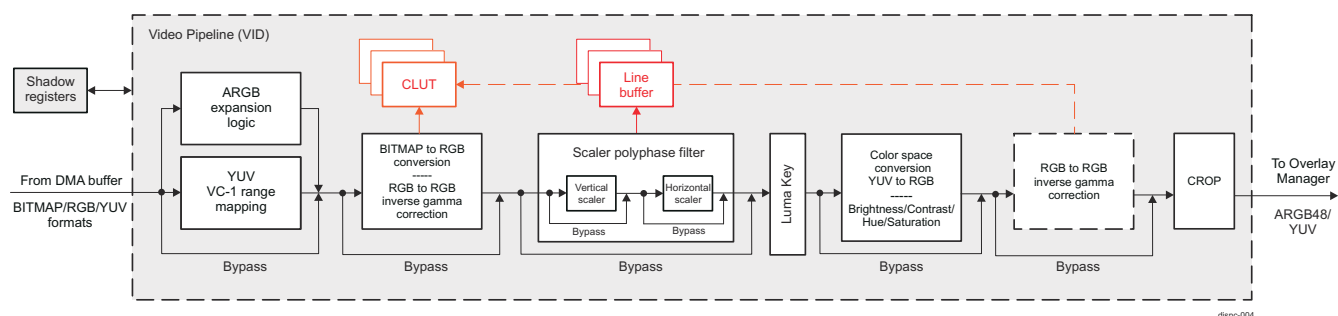 Video Pipeline (VID)
Shadow
registers
ARGB
expansion
logic
YUV
VC-1 range
mapping
From DMA buffer
BITMAP/RGB/YUV
formats
Bypass
CLUT
BITMAP to RGB
conversion
-----
RGB to RGB
inverse gamma
correction
Bypass
Line
buffer
Scaler polyphase filter
Vertical
scaler
Horizontal
scaler
Bypass
Bypass
Bypass
Luma Key
Color space
conversion
YUV to RGB
-----
Brightness/Contrast/
Hue/Saturation
Bypass
RGB to RGB
inverse gamma
correction
Bypass
CROP
To Overlay
Manager
ARGB48/
YUV
dispc-004